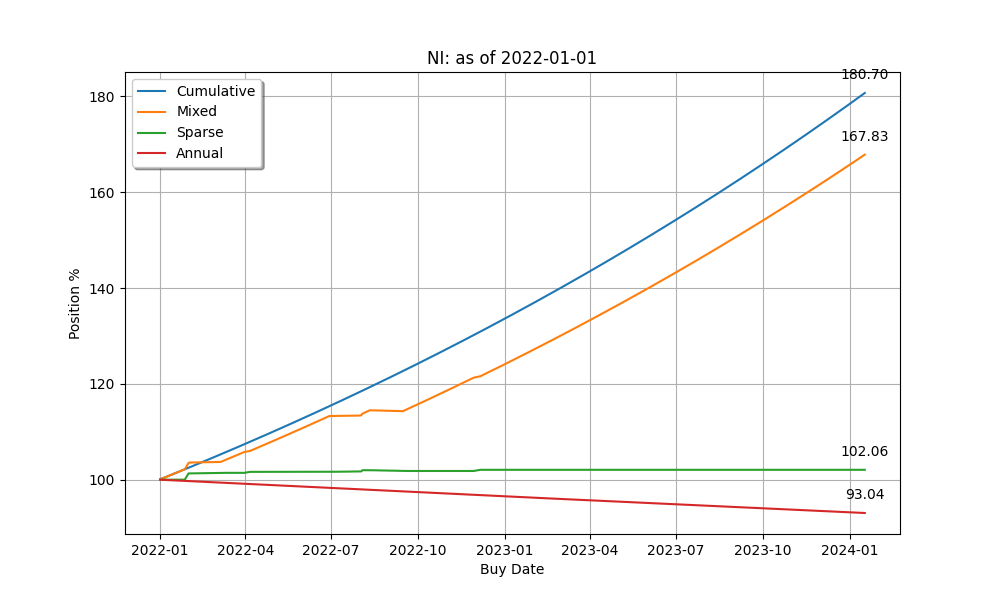 NI: as of 2022-01-01
Cumulative
Mixed
Sparse
Annual
180.70
167.83
102.06
93.04
180
160
140
120
100
Position %
2022-01
2022-04
2022-07
2022-10
2023-01
2023-04
2023-07
2023-10
2024-01
Buy Date